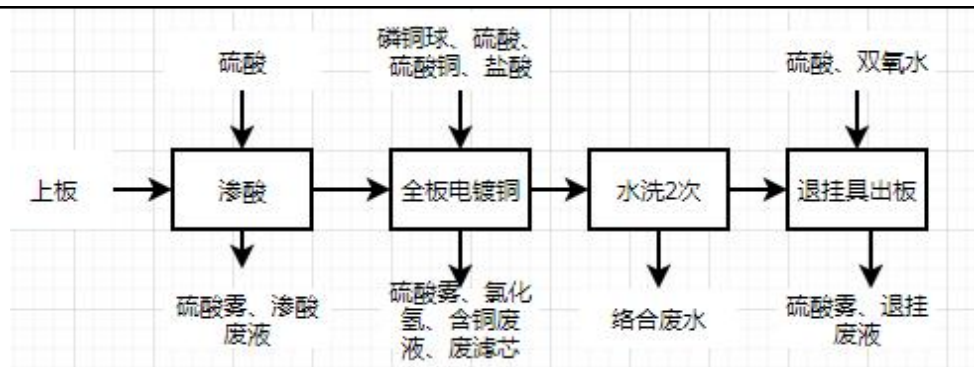 硫酸
磷铜球、硫酸、
硫酸铜、盐酸
硫酸、双氧水
上板
渗酸
全板电镀铜
水洗2次
退挂具出板
硫酸雾、渗酸
废液
硫酸雾、氯化
氢、含铜废
液、废滤芯
络合废水
硫酸雾、退挂
废液